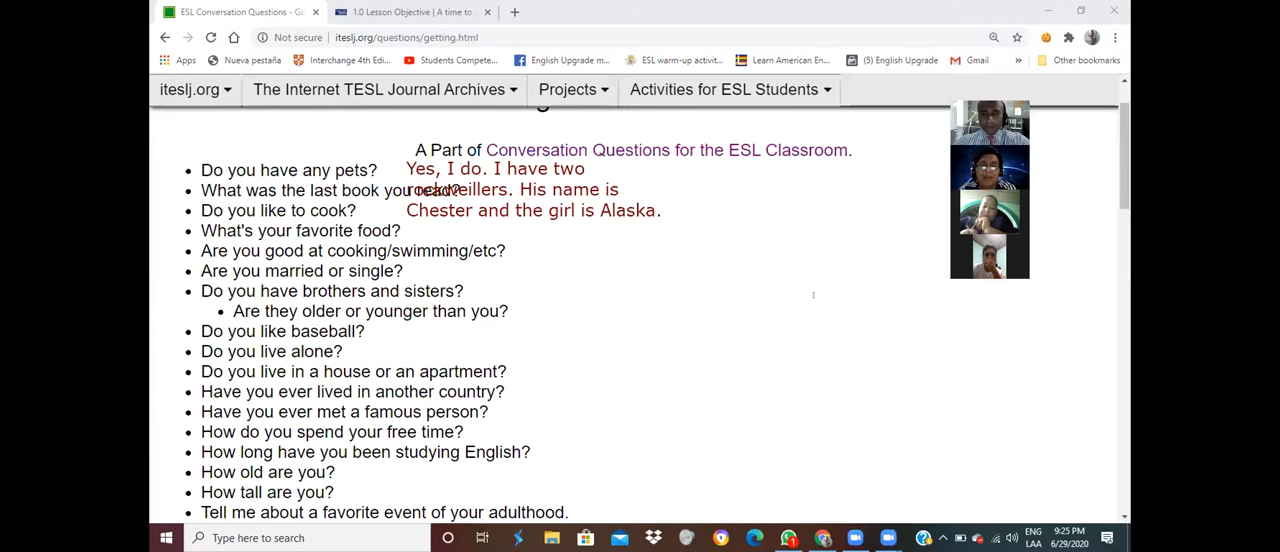 ESL Conversation Questions - Ge
1.0 Lesson Objective | A time to
Not secure | iteslj.org/questions/getting.html
Apps
Nueva pestaña
Interchange 4th Edi...
Students Compete...
English Upgrade m...
ESL warm-up activit...
Learn American En...
(5) English Upgrade
Gmail
»
Other bookmarks
iteslj.org
The Internet TESL Journal Archives
Projects
Activities for ESL Students
A Part of Conversation Questions for the ESL Classroom.
• Do you have any pets?
Yes, I do. I have two
• What was the last book you read?
rockweillers. His name is
• Do you like to cook?
Chester and the girl is Alaska.
• What's your favorite food?
• Are you good at cooking/swimming/etc?
• Are you married or single?
• Do you have brothers and sisters?
• Are they older or younger than you?
• Do you like baseball?
• Do you live alone?
• Do you live in a house or an apartment?
• Have you ever lived in another country?
• Have you ever met a famous person?
• How do you spend your free time?
• How long have you been studying English?
• How old are you?
• How tall are you?
• Tell me about a favorite event of your adulthood.
Type here to search
ENG
LAA
9:25 PM
6/29/2020